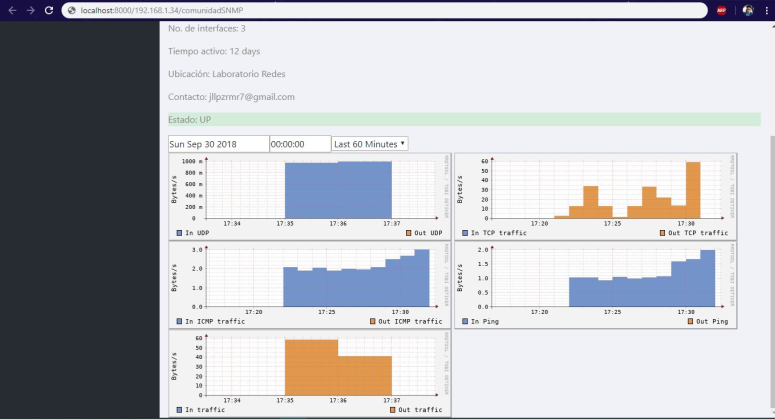 localhost:8000/192.168.1.34/comunidadSNMP
ABP
No. de interfaces: 3
Tiempo activo: 12 days
Ubicación: Laboratorio Redes
Contacto: jllpzrmr7@gmail.com
Estado: UP
Sun Sep 30 2018 00:00:00 Last 60 Minutes
Bytes/s
1000 m
800 m
600 m
400 m
200 m
0
17:34 17:35 17:36 17:37
In UDP Out UDP
RRDTOOL / TOBI OETIKER
Bytes/s
60
50
40
30
20
10
0
17:20 17:25 17:30
In TCP traffic Out TCP traffic
RRDTOOL / TOBI OETIKER
Bytes/s
3.0
2.0
1.0
0.0
17:20 17:25 17:30
In ICMP traffic Out ICMP traffic
RRDTOOL / TOBI OETIKER
Bytes/s
2.0
1.5
1.0
0.5
0.0
17:20 17:25 17:30
In Ping Out Ping
RRDTOOL / TOBI OETIKER
Bytes/s
60
50
40
30
20
10
0
17:34 17:35 17:36 17:37
In traffic Out traffic
RRDTOOL / TOBI OETIKER